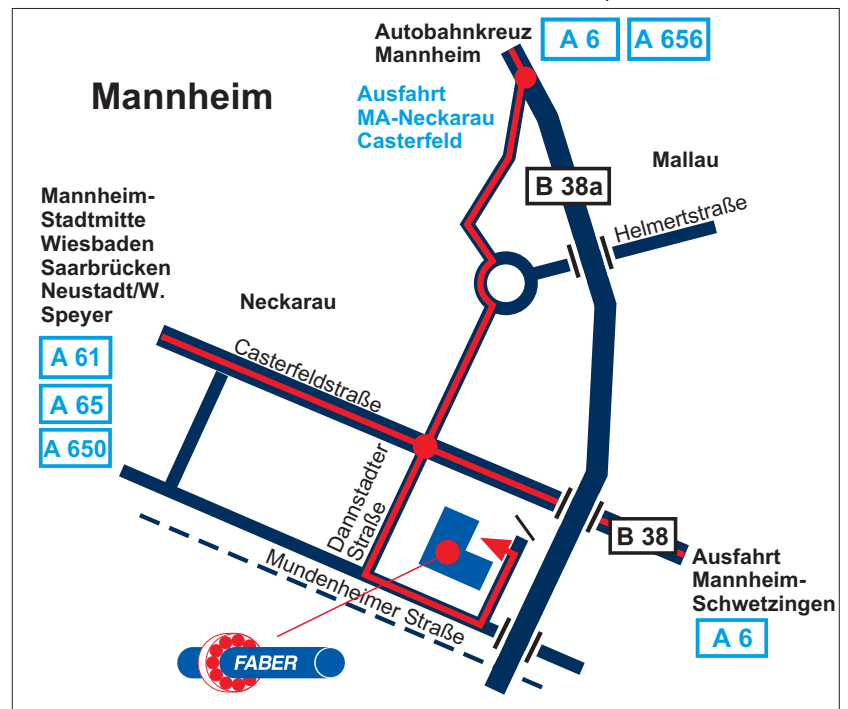 Autobahnkreuz
Mannheim
A 6
A 656
Mannheim
Ausfahrt
MA-Neckarau
Casterfeld
Mallau
B 38a
Helmertstraße
Mannheim-
Stadtmitte
Wiesbaden
Saarbrücken
Neustadt/W.
Speyer
Neckarau
A 61
A 65
A 650
Casterfeldstraße
Dannstadter
Straße
Mundenheimer Straße
B 38
Ausfahrt
Mannheim-
Schwetzingen
A 6
FABER